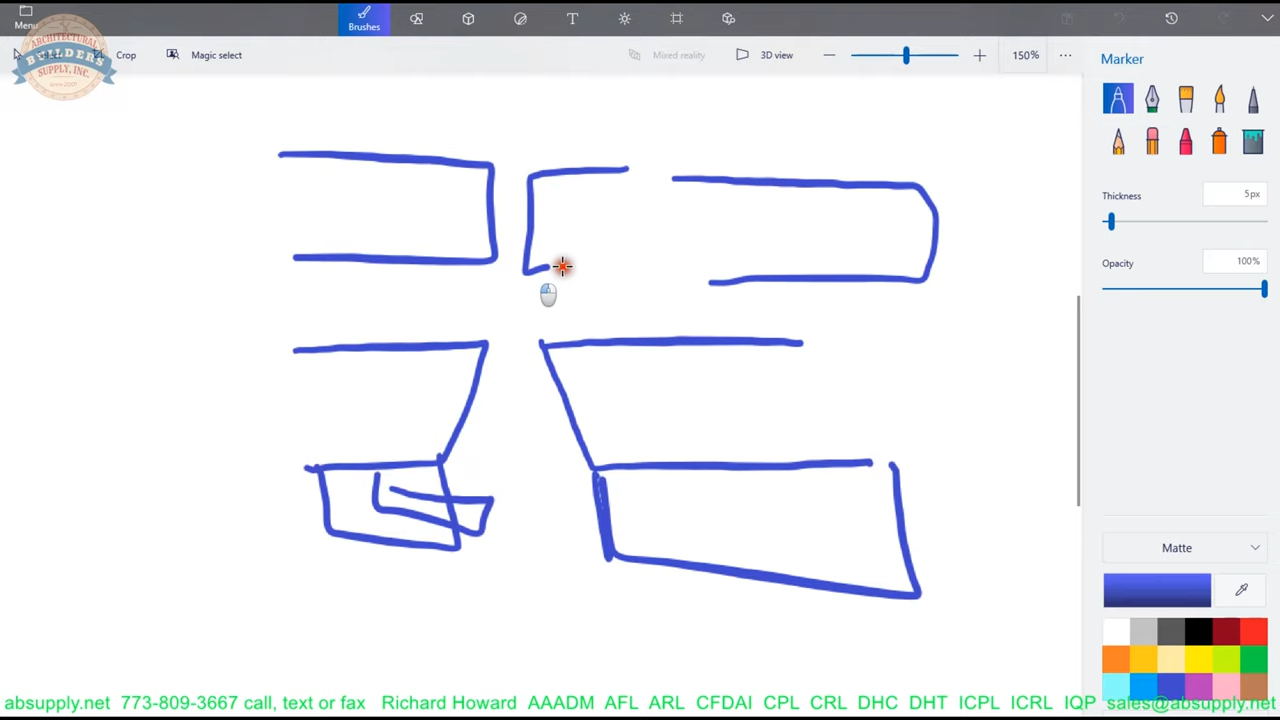 Menu
Brushes
ARCHITECTURAL
BUILDERS
SUPPLY, INC.
since 2007
Crop
Magic select
Mixed reality
3D view
150%
Marker
Thickness
5px
Opacity
100%
Matte
absupply.net 773-809-3667 call, text or fax Richard Howard AAADM AFL ARL CFDAI CPL CRL DHC DHT ICPL ICRL IQP sales@absupply.net